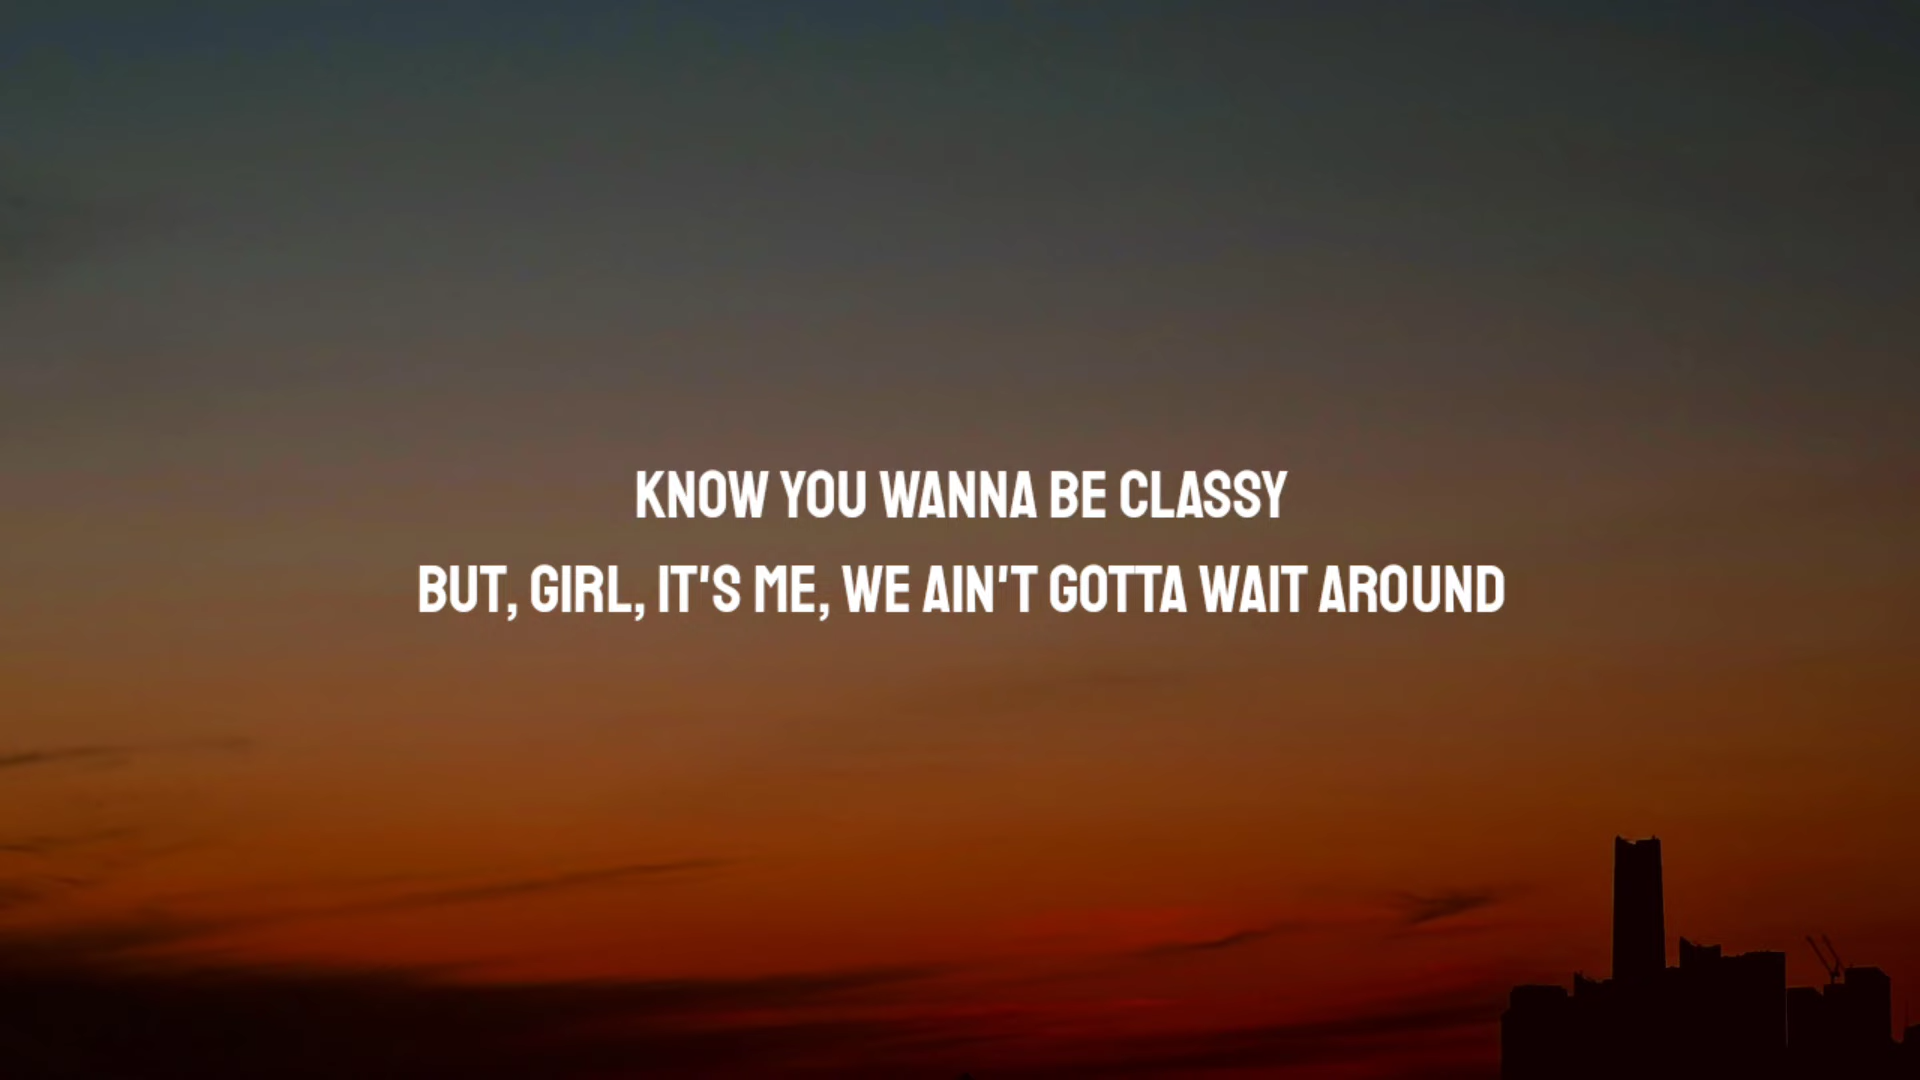 KNOW YOU WANNA BE CLASSY
BUT, GIRL, IT'S ME, WE AIN'T GOTTA WAIT AROUND